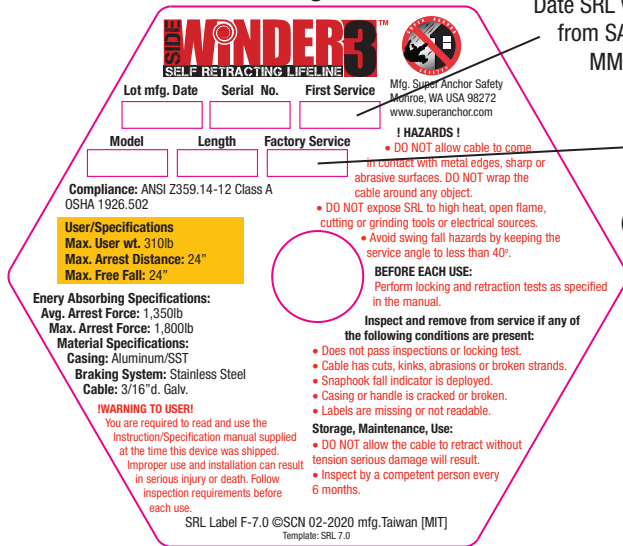 Date SRL
from SA
MM
SIDE WINDER 3 ™
SELF RETRACTING LIFELINE
Lot mfg. Date Serial No. First Service
Model Length Factory Service
Compliance: ANSI Z359.14-12 Class A
OSHA 1926.502
User/Specifications
Max. User wt. 310lb
Max. Arrest Distance: 24”
Max. Free Fall: 24”
Enery Absorbing Specifications:
Avg. Arrest Force: 1,350lb
Max. Arrest Force: 1,800lb
Material Specifications:
Casing: Aluminum/SST
Braking System: Stainless Steel
Cable: 3/16”d. Galv.
!WARNING TO USER!
You are required to read and use the
Instruction/Specification manual supplied
at the time this device was shipped.
Improper use and installation can result
in serious injury or death. Follow
inspection requirements before
each use.
Mfg. Super Anchor Safety
Monroe, WA USA 98272
www.superanchor.com
! HAZARDS !
• DO NOT allow cable to come
in contact with metal edges, sharp or
abrasive surfaces. DO NOT wrap the
cable around any object.
• DO NOT expose SRL to high heat, open flame,
cutting or grinding tools or electrical sources.
• Avoid swing fall hazards by keeping the
service angle to less than 40º.
BEFORE EACH USE:
Perform locking and retraction tests as specified
in the manual.
Inspect and remove from service if any of
the following conditions are present:
• Does not pass inspections or locking test.
• Cable has cuts, kinks, abrasions or broken strands.
• Snaphook fall indicator is deployed.
• Casing or handle is cracked or broken.
• Labels are missing or not readable.
Storage, Maintenance, Use:
• DO NOT allow the cable to retract without
tension serious damage will result.
• Inspect by a competent person every
6 months.
SRL Label F-7.0 ©SCN 02-2020 mfg.Taiwan [MIT]
Template: SRL 7.0